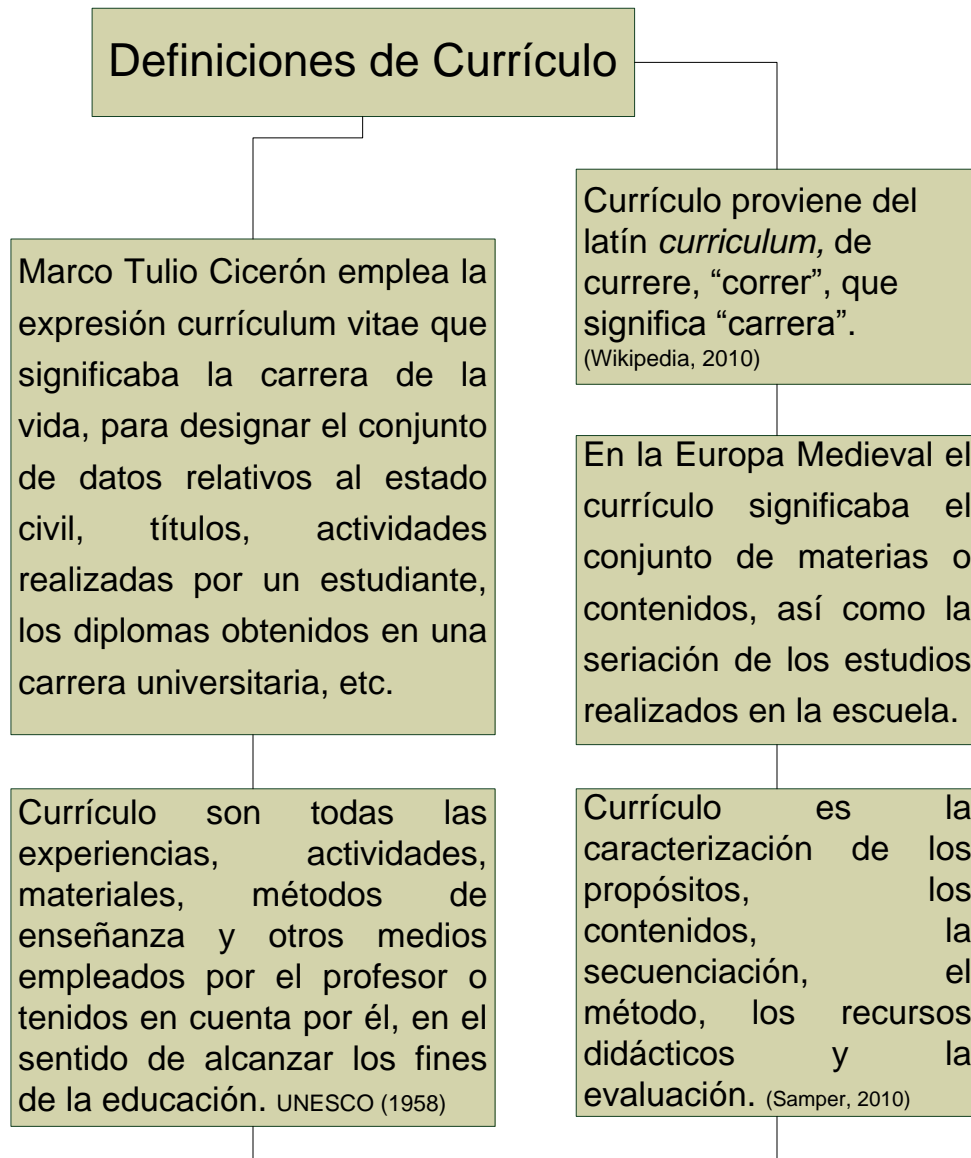 Definiciones de Currículo
Marco Tulio Cicerón emplea la
expresión currículum vitae que
significaba la carrera de la
vida, para designar el conjunto
de datos relativos al estado
civil, títulos, actividades
realizadas por un estudiante,
los diplomas obtenidos en una
carrera universitaria, etc.
Currículo son todas las
experiencias, actividades,
materiales, métodos de
enseñanza y otros medios
empleados por el profesor o
tenidos en cuenta por él, en el
sentido de alcanzar los fines
de la educación. UNESCO (1958)
Currículo proviene del
latín curriculum, de
currere, “correr”, que
significa “carrera”.
(Wikipedia, 2010)
En la Europa Medieval el
currículo significaba el
conjunto de materias o
contenidos, así como la
seriación de los estudios
realizados en la escuela.
Currículo es la
caracterización de los
propósitos, los
contenidos, la
secuenciación, el
método, los recursos
didácticos y la
evaluación. (Samper, 2010)